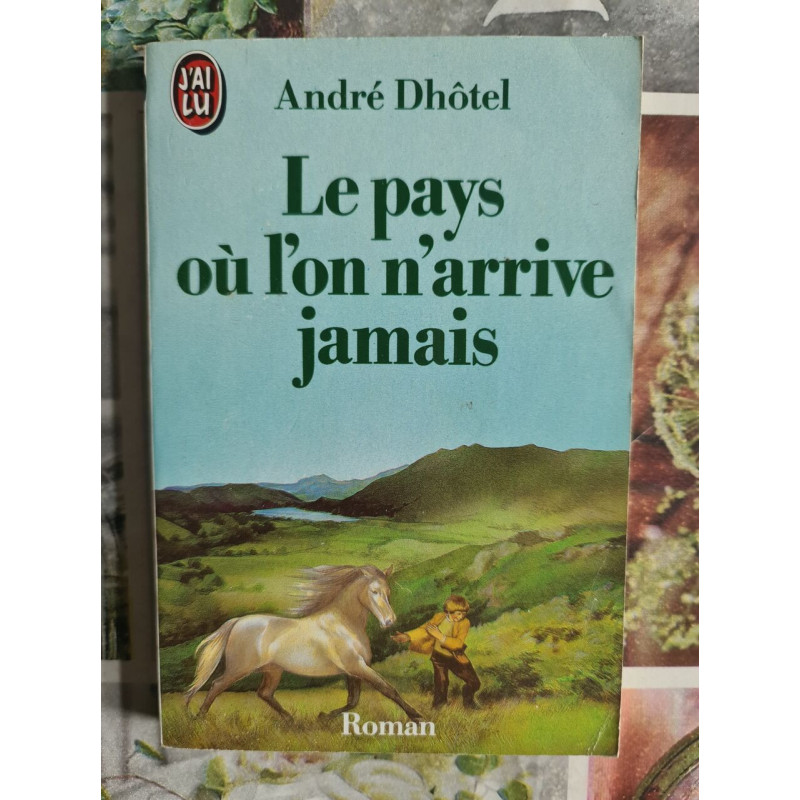 J'AI
LU
André Dhôtel
Le pays
où l'on n'arrive
jamais
Roman